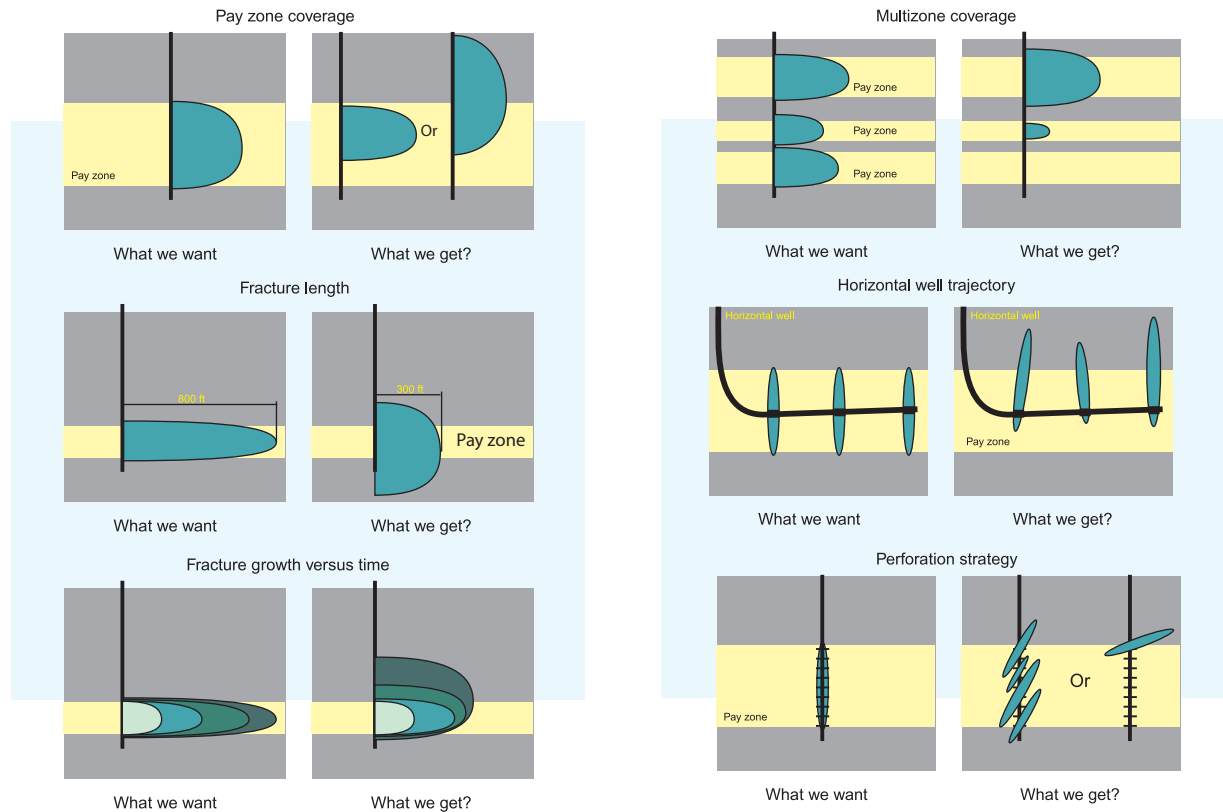 Pay zone coverage
Or
Pay zone
What we want
What we get?
Fracture length
800 ft
300 ft
Pay zone
What we want
What we get?
Fracture growth versus time
What we want
What we get?
Multizone coverage
Pay zone
Pay zone
Pay zone
What we want
What we get?
Horizontal well trajectory
Horizontal well
Horizontal well
Pay zone
What we want
What we get?
Perforation strategy
Or
Pay zone
What we want
What we get?